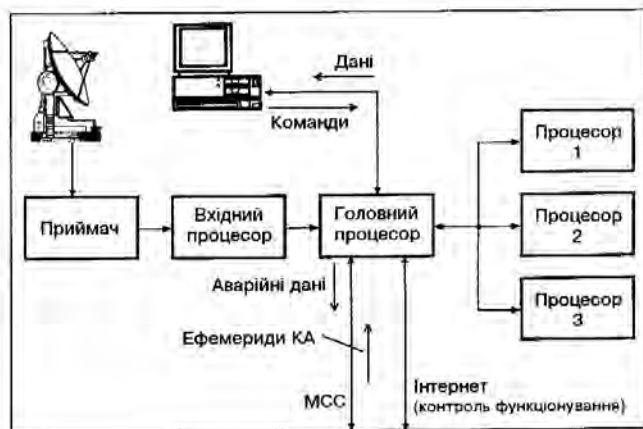 Дані
Команди
Процесор
1
Приймач
Вхідний
процесор
Головний
процесор
Процесор
2
Аварійні дані
Процесор
3
Ефемериди КА
МСС
Інтернет
(контроль функціонування)